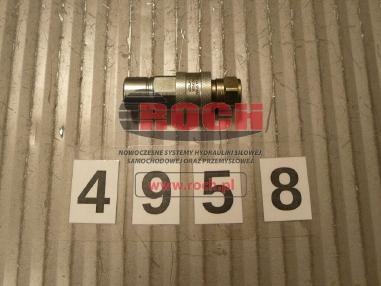 ROCH
NOWOCZESNE SYSTEMY HYDRAULIKI SIŁOWEJ
SAMOCHODOWEJ ORAZ PRZEMYSŁOWEJ
www.roch.pl
4 9 5 8